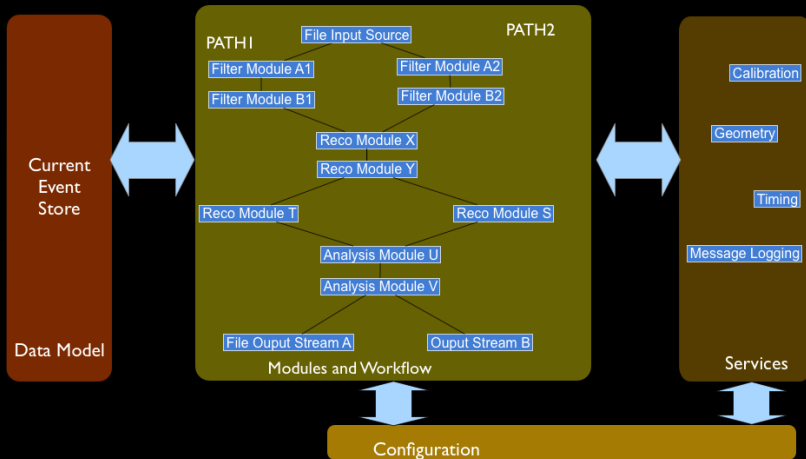 File Input Source
PATH1
PATH2
Filter Module A1
Filter Module A2
Filter Module B1
Filter Module B2
Reco Module X
Reco Module Y
Reco Module T
Reco Module S
Analysis Module U
Analysis Module V
File Ouput Stream A
Ouput Stream B
Modules and Workflow
Current
Event
Store
Data Model
Calibration
Geometry
Timing
Message Logging
Services
Configuration